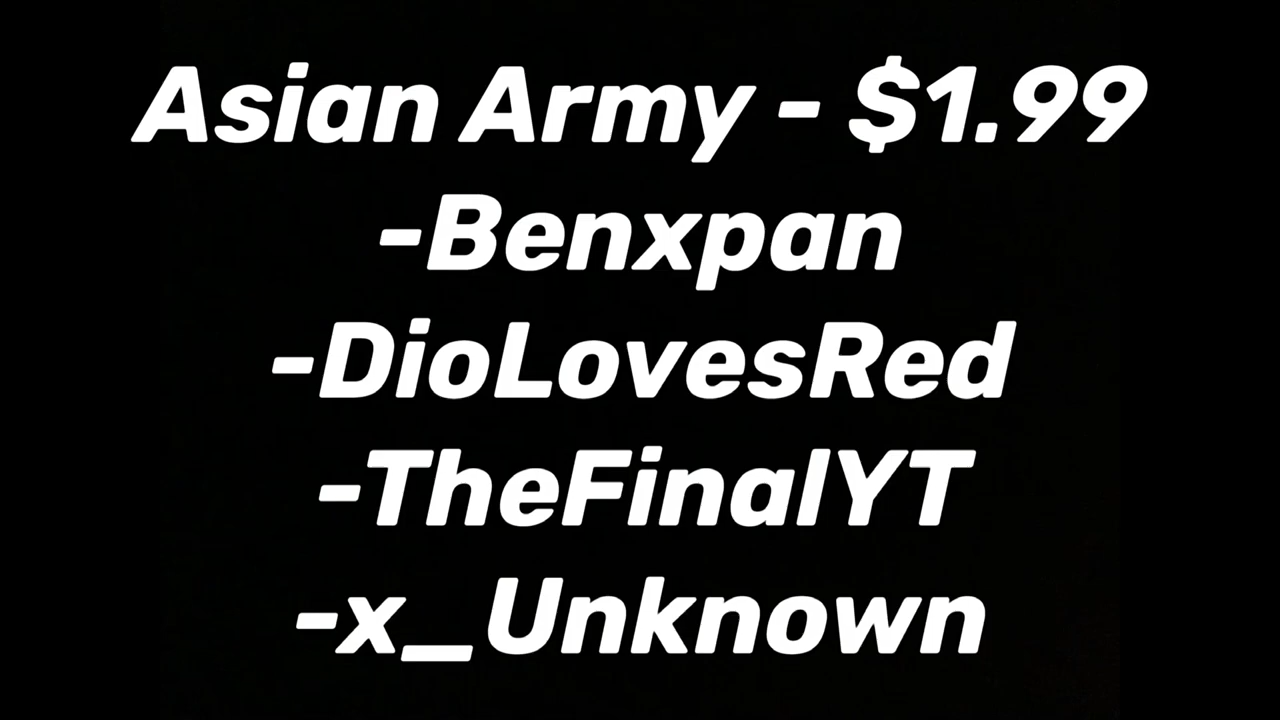 Asian Army - $1.99
-Benxpan
-DioLovesRed
-TheFinalYT
-x_Unknown